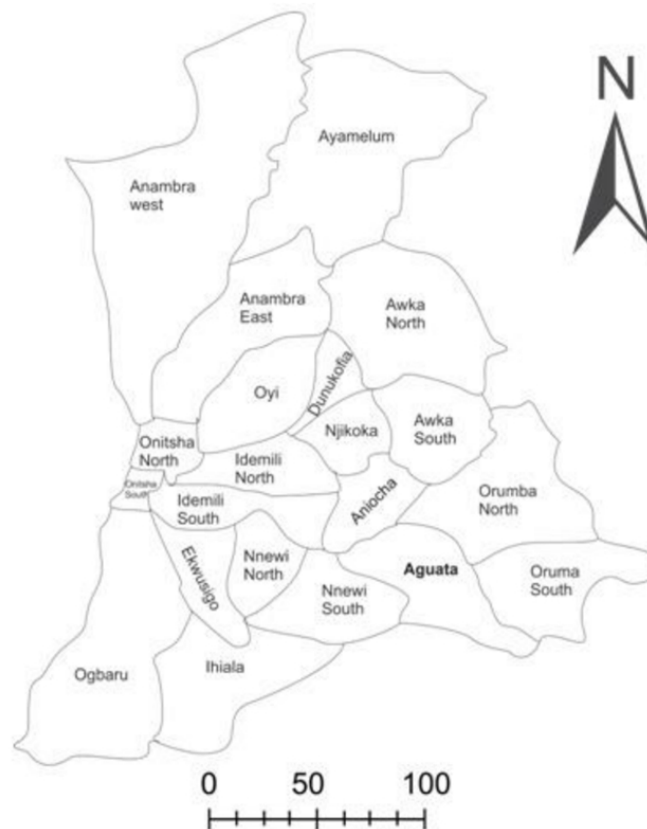 N
Ayamelum
Anambra
west
Anambra
East
Awka
North
Dunukofia
Oyi
Awka
South
Njikoka
Onitsha
North
Idemili
North
Onitsha
South
Aniocha
Orumba
North
Idemili
South
Ekwusigo
Nnewi
North
Aguata
Oruma
South
Nnewi
South
Ihiala
Ogbaru
0 50 100